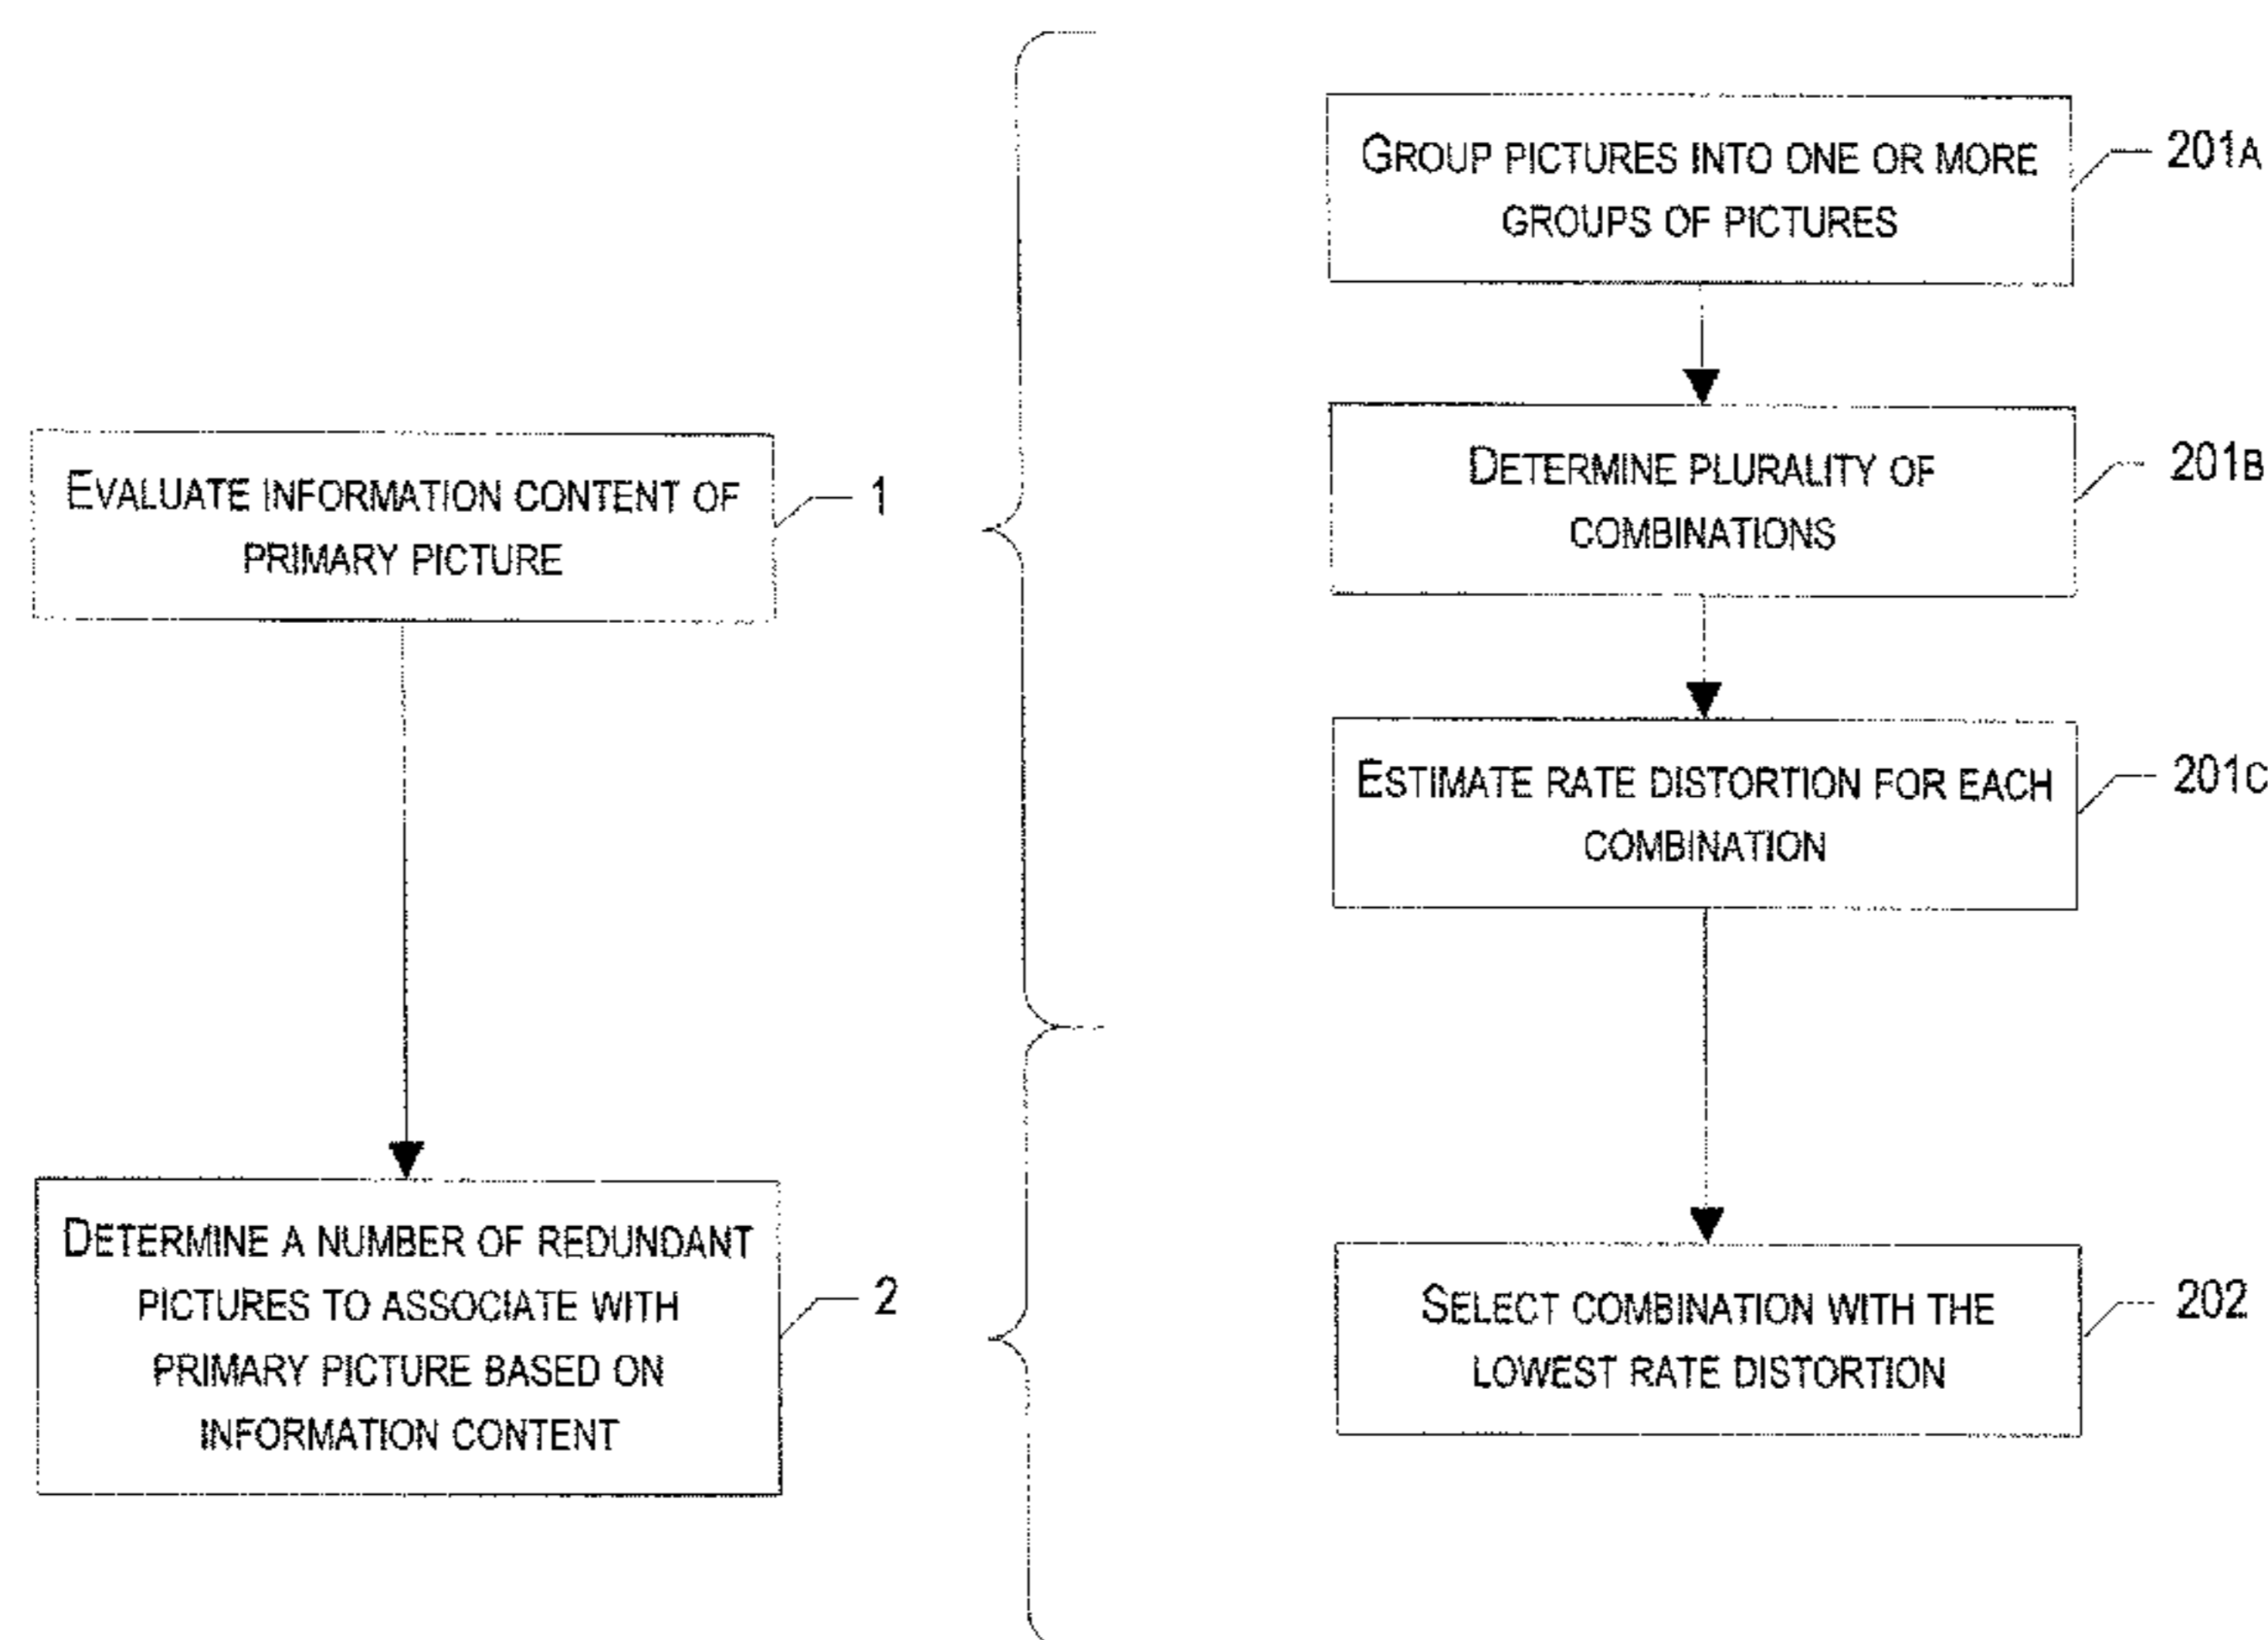 EVALUATE INFORMATION CONTENT OF
PRIMARY PICTURE
1
DETERMINE A NUMBER OF REDUNDANT
PICTURES TO ASSOCIATE WITH
PRIMARY PICTURE BASED ON
INFORMATION CONTENT
2
GROUP PICTURES INTO ONE OR MORE
GROUPS OF PICTURES
201A
DETERMINE PLURALITY OF
COMBINATIONS
201B
ESTIMATE RATE DISTORTION FOR EACH
COMBINATION
201C
SELECT COMBINATION WITH THE
LOWEST RATE DISTORTION
202